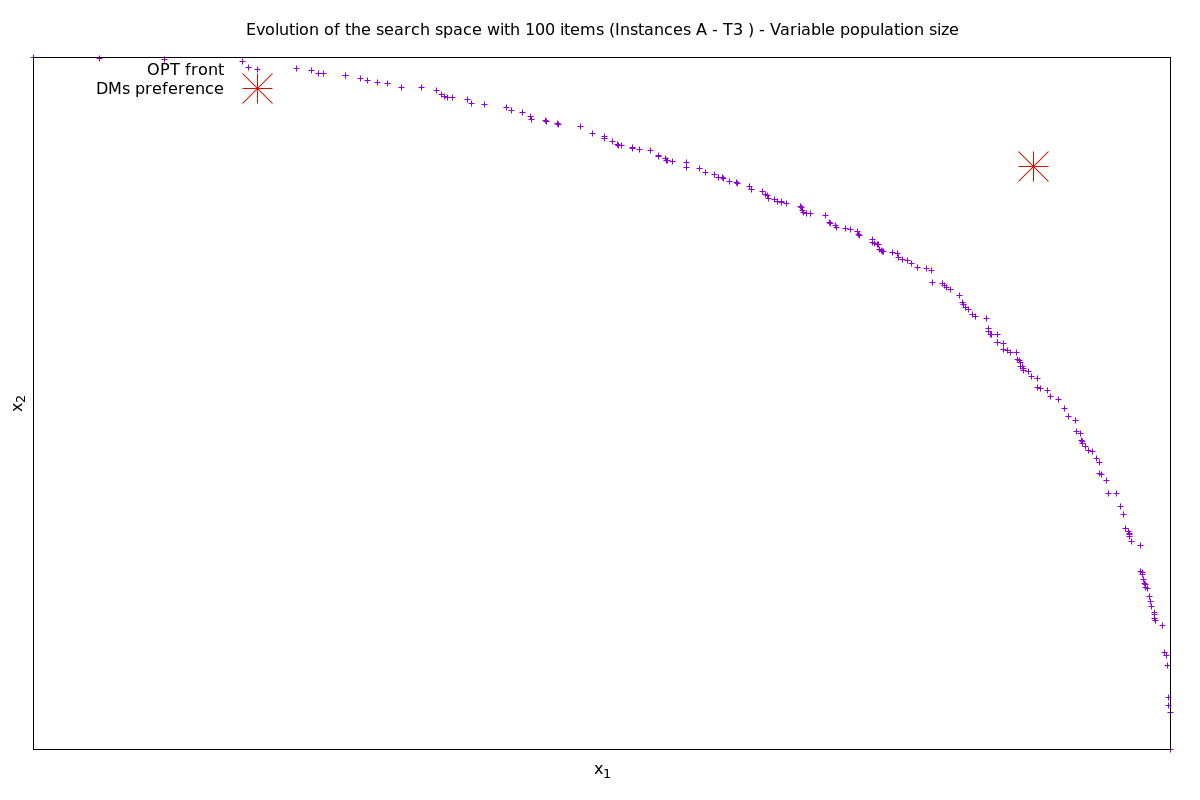 Evolution of the search space with 100 items (Instances A - T3 ) - Variable population size
OPT front
DMs preference
x2
x1